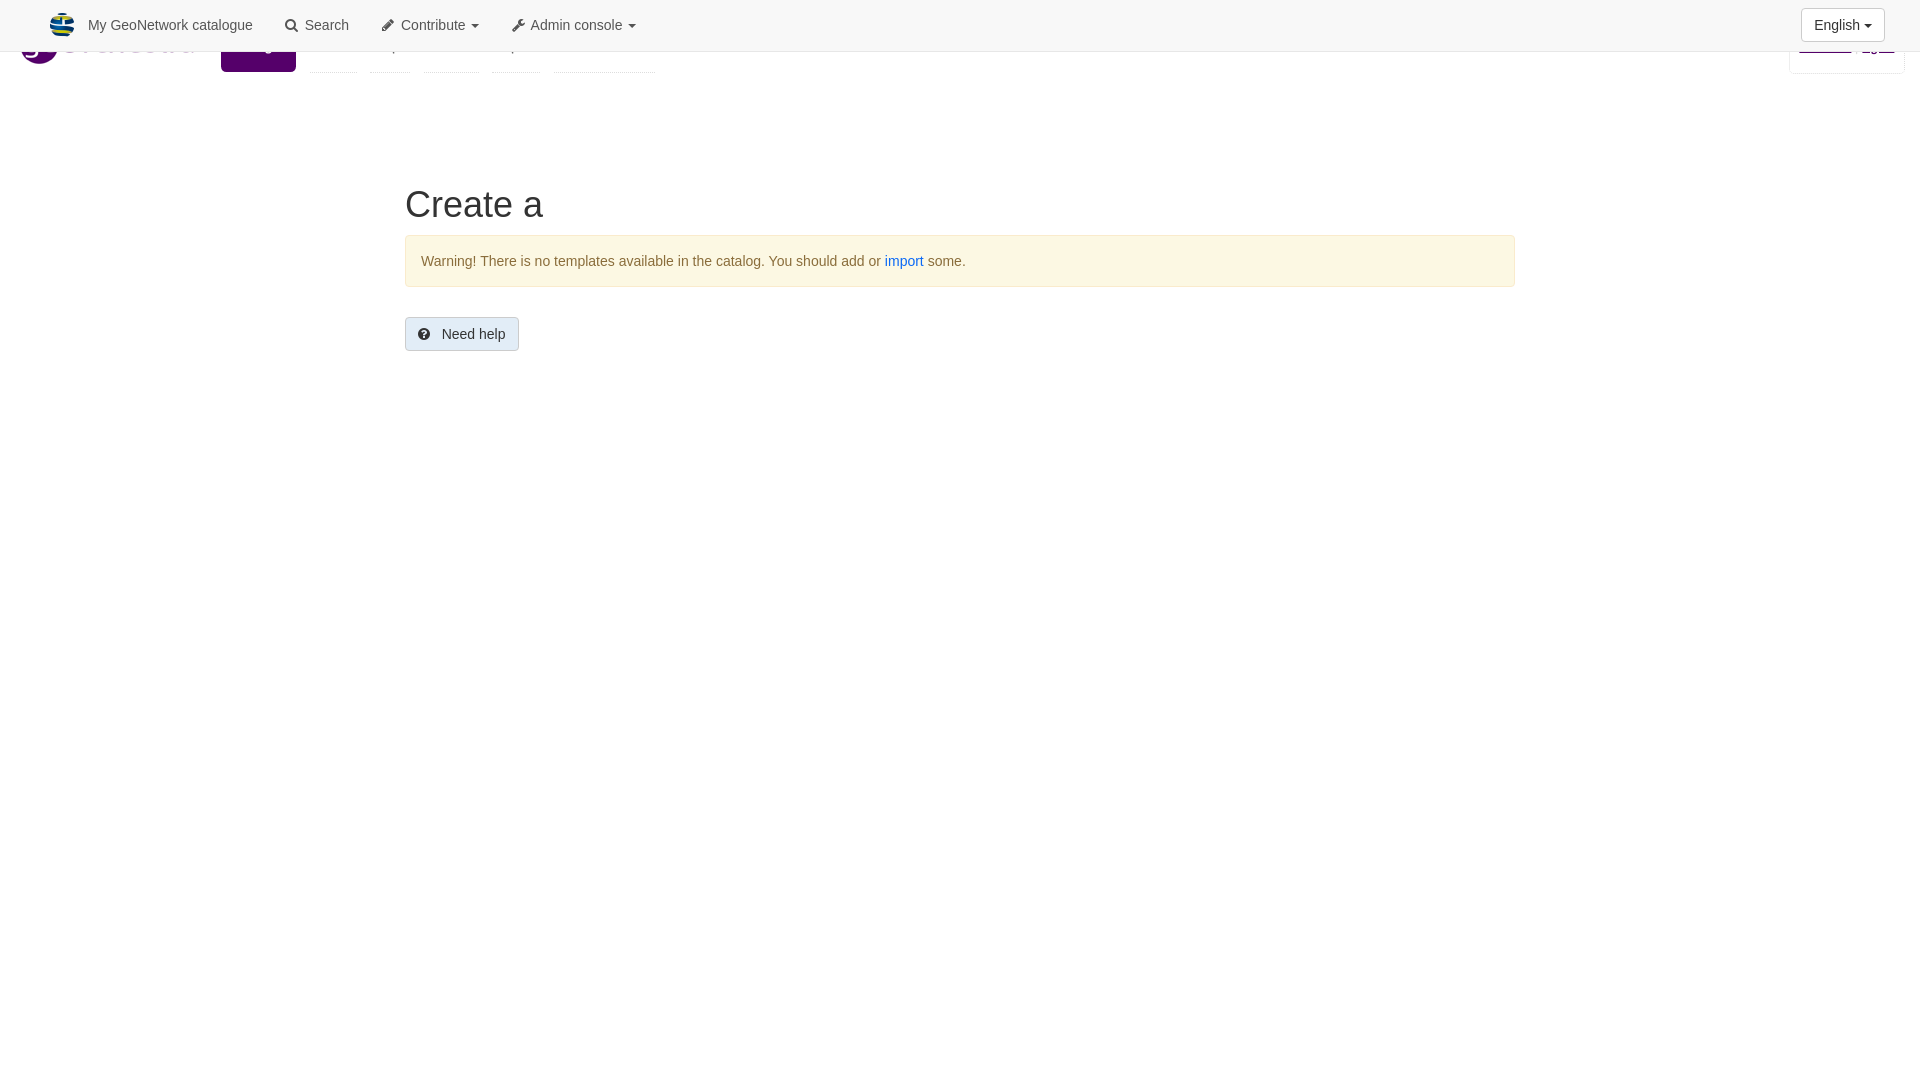 My GeoNetwork catalogue
Search
Contribute
Admin console
English
Create a
Warning! There is no templates available in the catalog. You should add or import some.
Need help